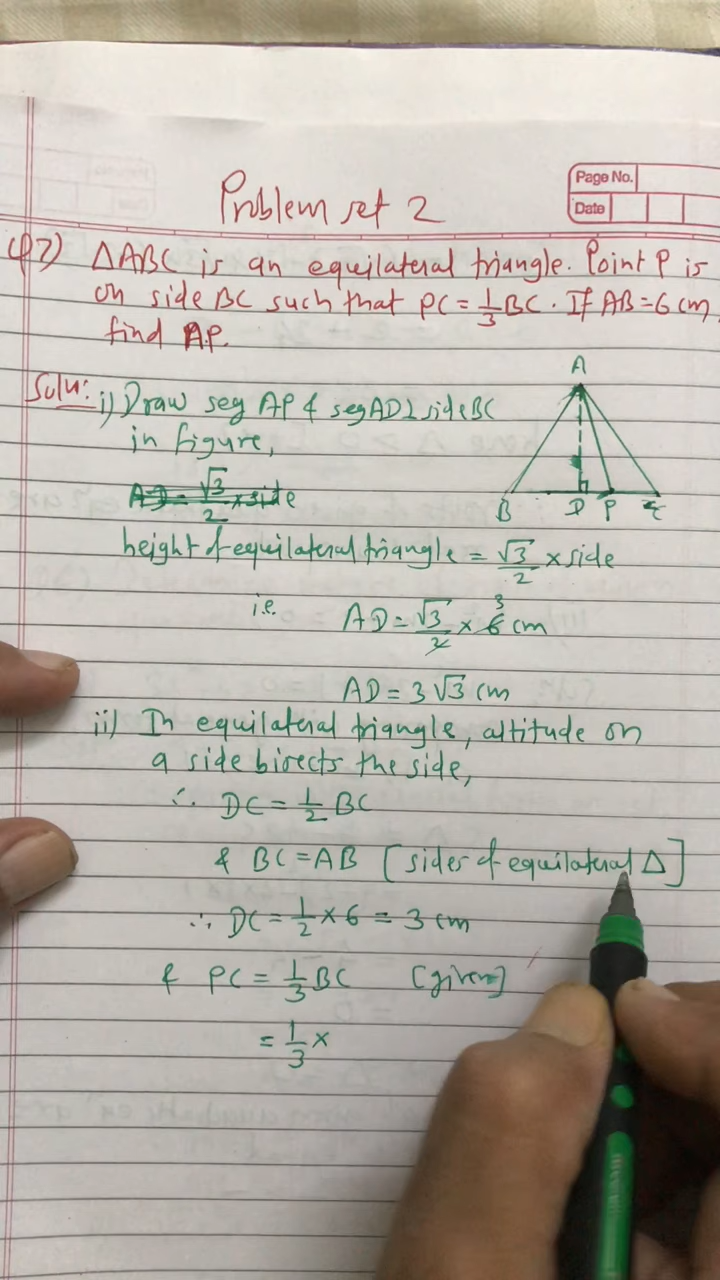 Page No.
Date
Problem set 2
Q7) ΔABC is an equilateral triangle. Point P is
on side BC such that PC = 1/3 BC. If AB = 6 cm,
find AP.
Solu:
i) Draw seg AP & seg AD ⊥ side BC
in figure,
AD = √3/2 × side
height of equilateral triangle = √3/2 × side
i.e. AD = √3/2 × 6 cm
3
AD = 3√3 cm
ii) In equilateral triangle, altitude on
a side bisects the side,
∴ DC = 1/2 BC
& BC = AB [sides of equilateral Δ]
∴ DC = 1/2 × 6 = 3 cm
& PC = 1/3 BC [given]
= 1/3 ×
A
B D P C